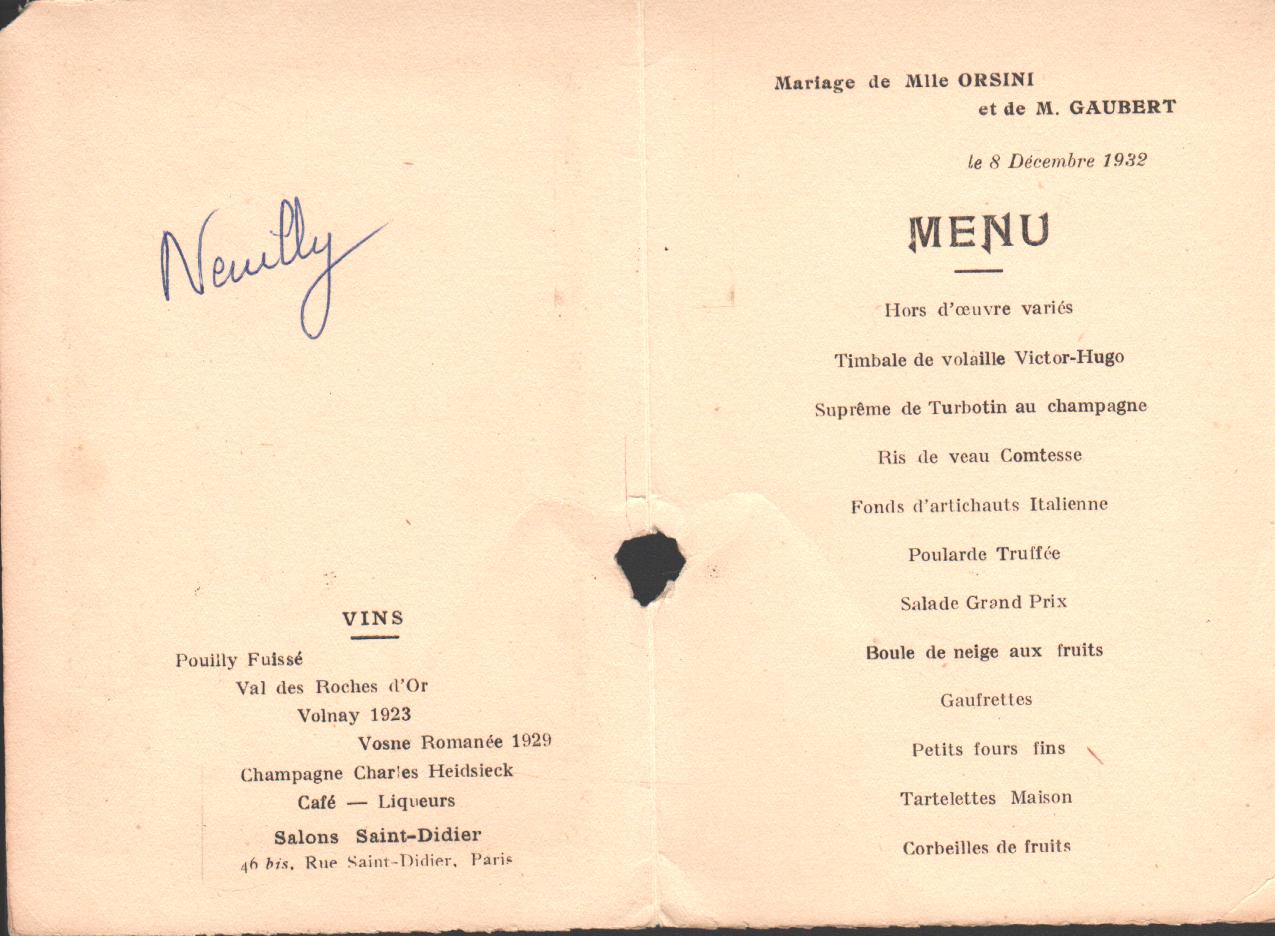 Neuilly
VINS
Pouilly Fuissé
Val des Roches d'Or
Volnay 1923
Vosne Romanée 1929
Champagne Charles Heidsieck
Café — Liqueurs
Salons Saint-Didier
46 bis, Rue Saint-Didier, Paris
Mariage de Mlle ORSINI
et de M. GAUBERT
le 8 Décembre 1932
MENU
Hors d'œuvre variés
Timbale de volaille Victor-Hugo
Suprême de Turbotin au champagne
Ris de veau Comtesse
Fonds d'artichauts Italienne
Poularde Truffée
Salade Grand Prix
Boule de neige aux fruits
Gaufrettes
Petits fours fins
Tartelettes Maison
Corbeilles de fruits